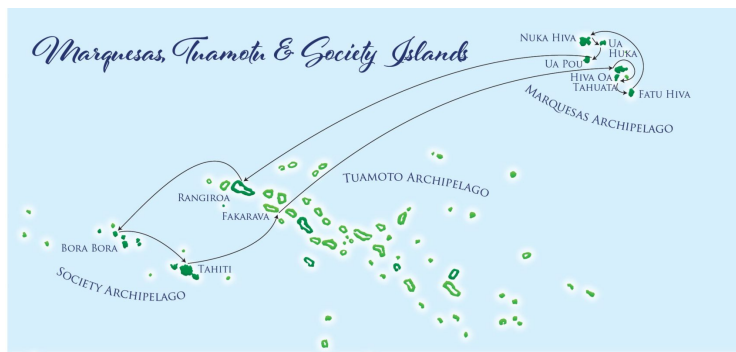 Marquesas, Tuamotu & Society Islands
Nuka Hiva
Ua
Huka
Ua Pou
Hiva Oa
Tahuata
Fatu Hiva
Marquesas Archipelago
Tuamoto Archipelago
Rangiroa
Fakarava
Bora Bora
Tahiti
Society Archipelago